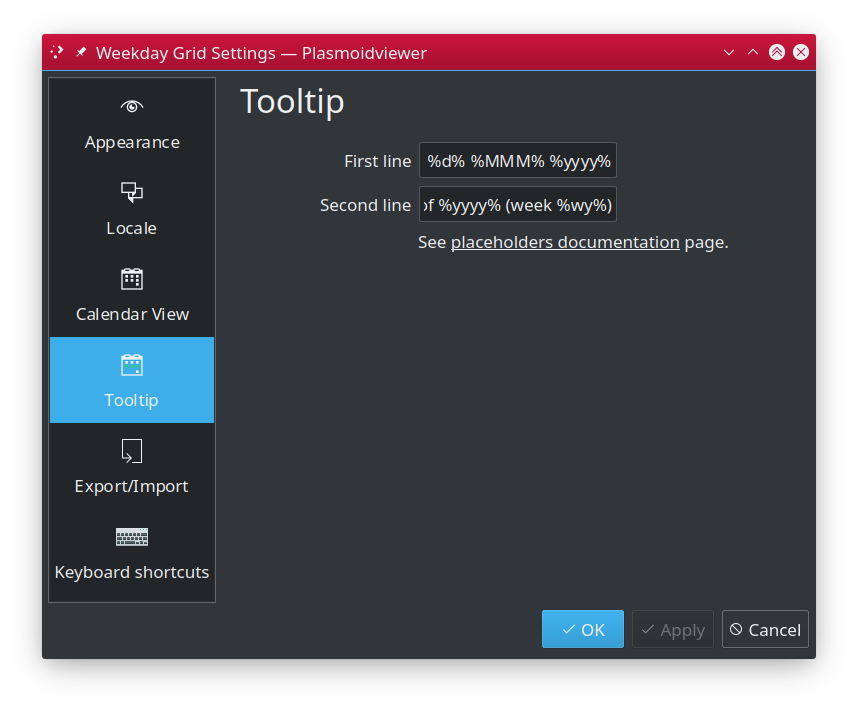 Weekday Grid Settings — Plasmoidviewer
Appearance
Locale
Calendar View
Tooltip
Export/Import
Keyboard shortcuts
Tooltip
First line %d% %MMM% %yyyy%
Second line of %yyyy% (week %wy%)
See placeholders documentation page.
OK Apply Cancel